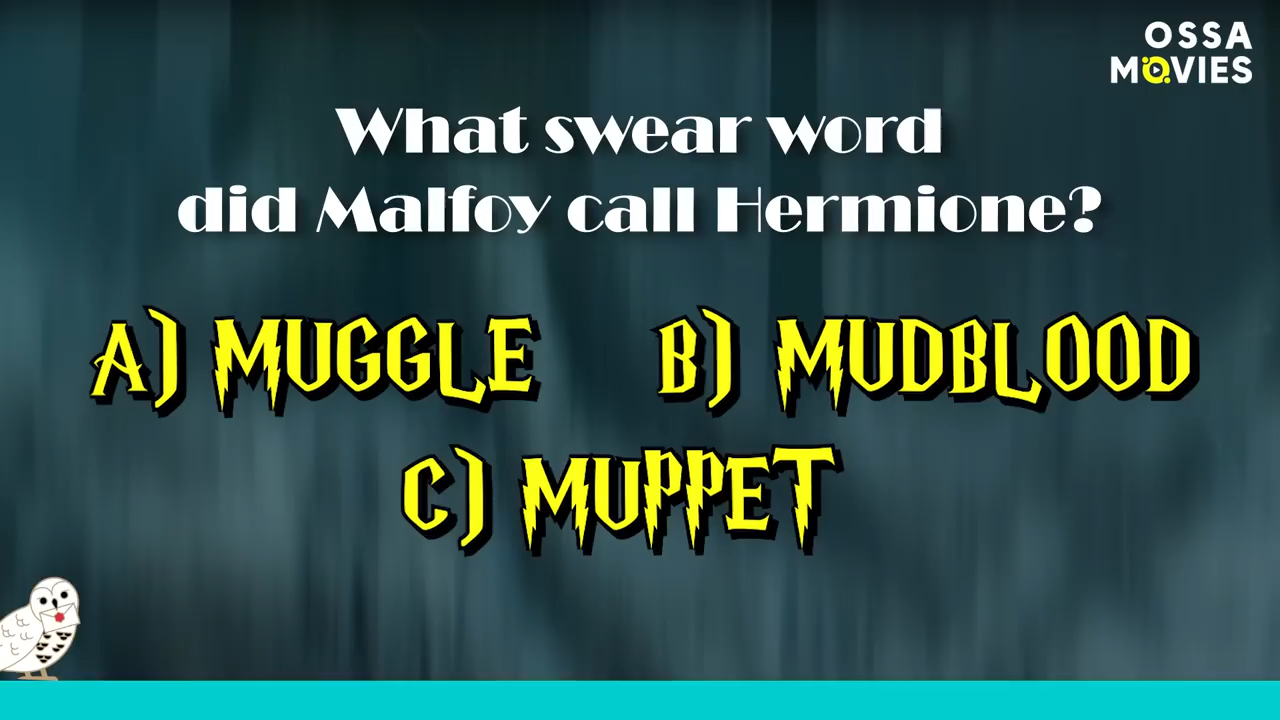 OSSA
MOVIES
What swear word
did Malfoy call Hermione?
A) MUGGLE B) MUDBLOOD
C) MUPPET